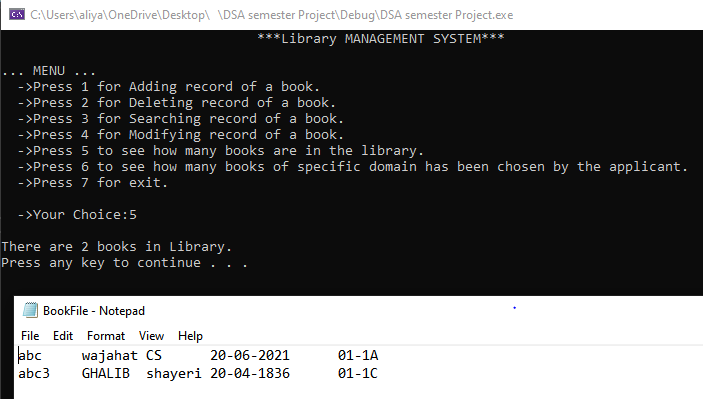 C:\Users\aliya\OneDrive\Desktop\ \DSA semester Project\Debug\DSA semester Project.exe
***Library MANAGEMENT SYSTEM***
... MENU ...
->Press 1 for Adding record of a book.
->Press 2 for Deleting record of a book.
->Press 3 for Searching record of a book.
->Press 4 for Modifying record of a book.
->Press 5 to see how many books are in the library.
->Press 6 to see how many books of specific domain has been chosen by the applicant.
->Press 7 for exit.
->Your Choice:5
There are 2 books in Library.
Press any key to continue . . .
BookFile - Notepad
File Edit Format View Help
abc wajahat CS 20-06-2021 01-1A
abc3 GHALIB shayeri 20-04-1836 01-1C